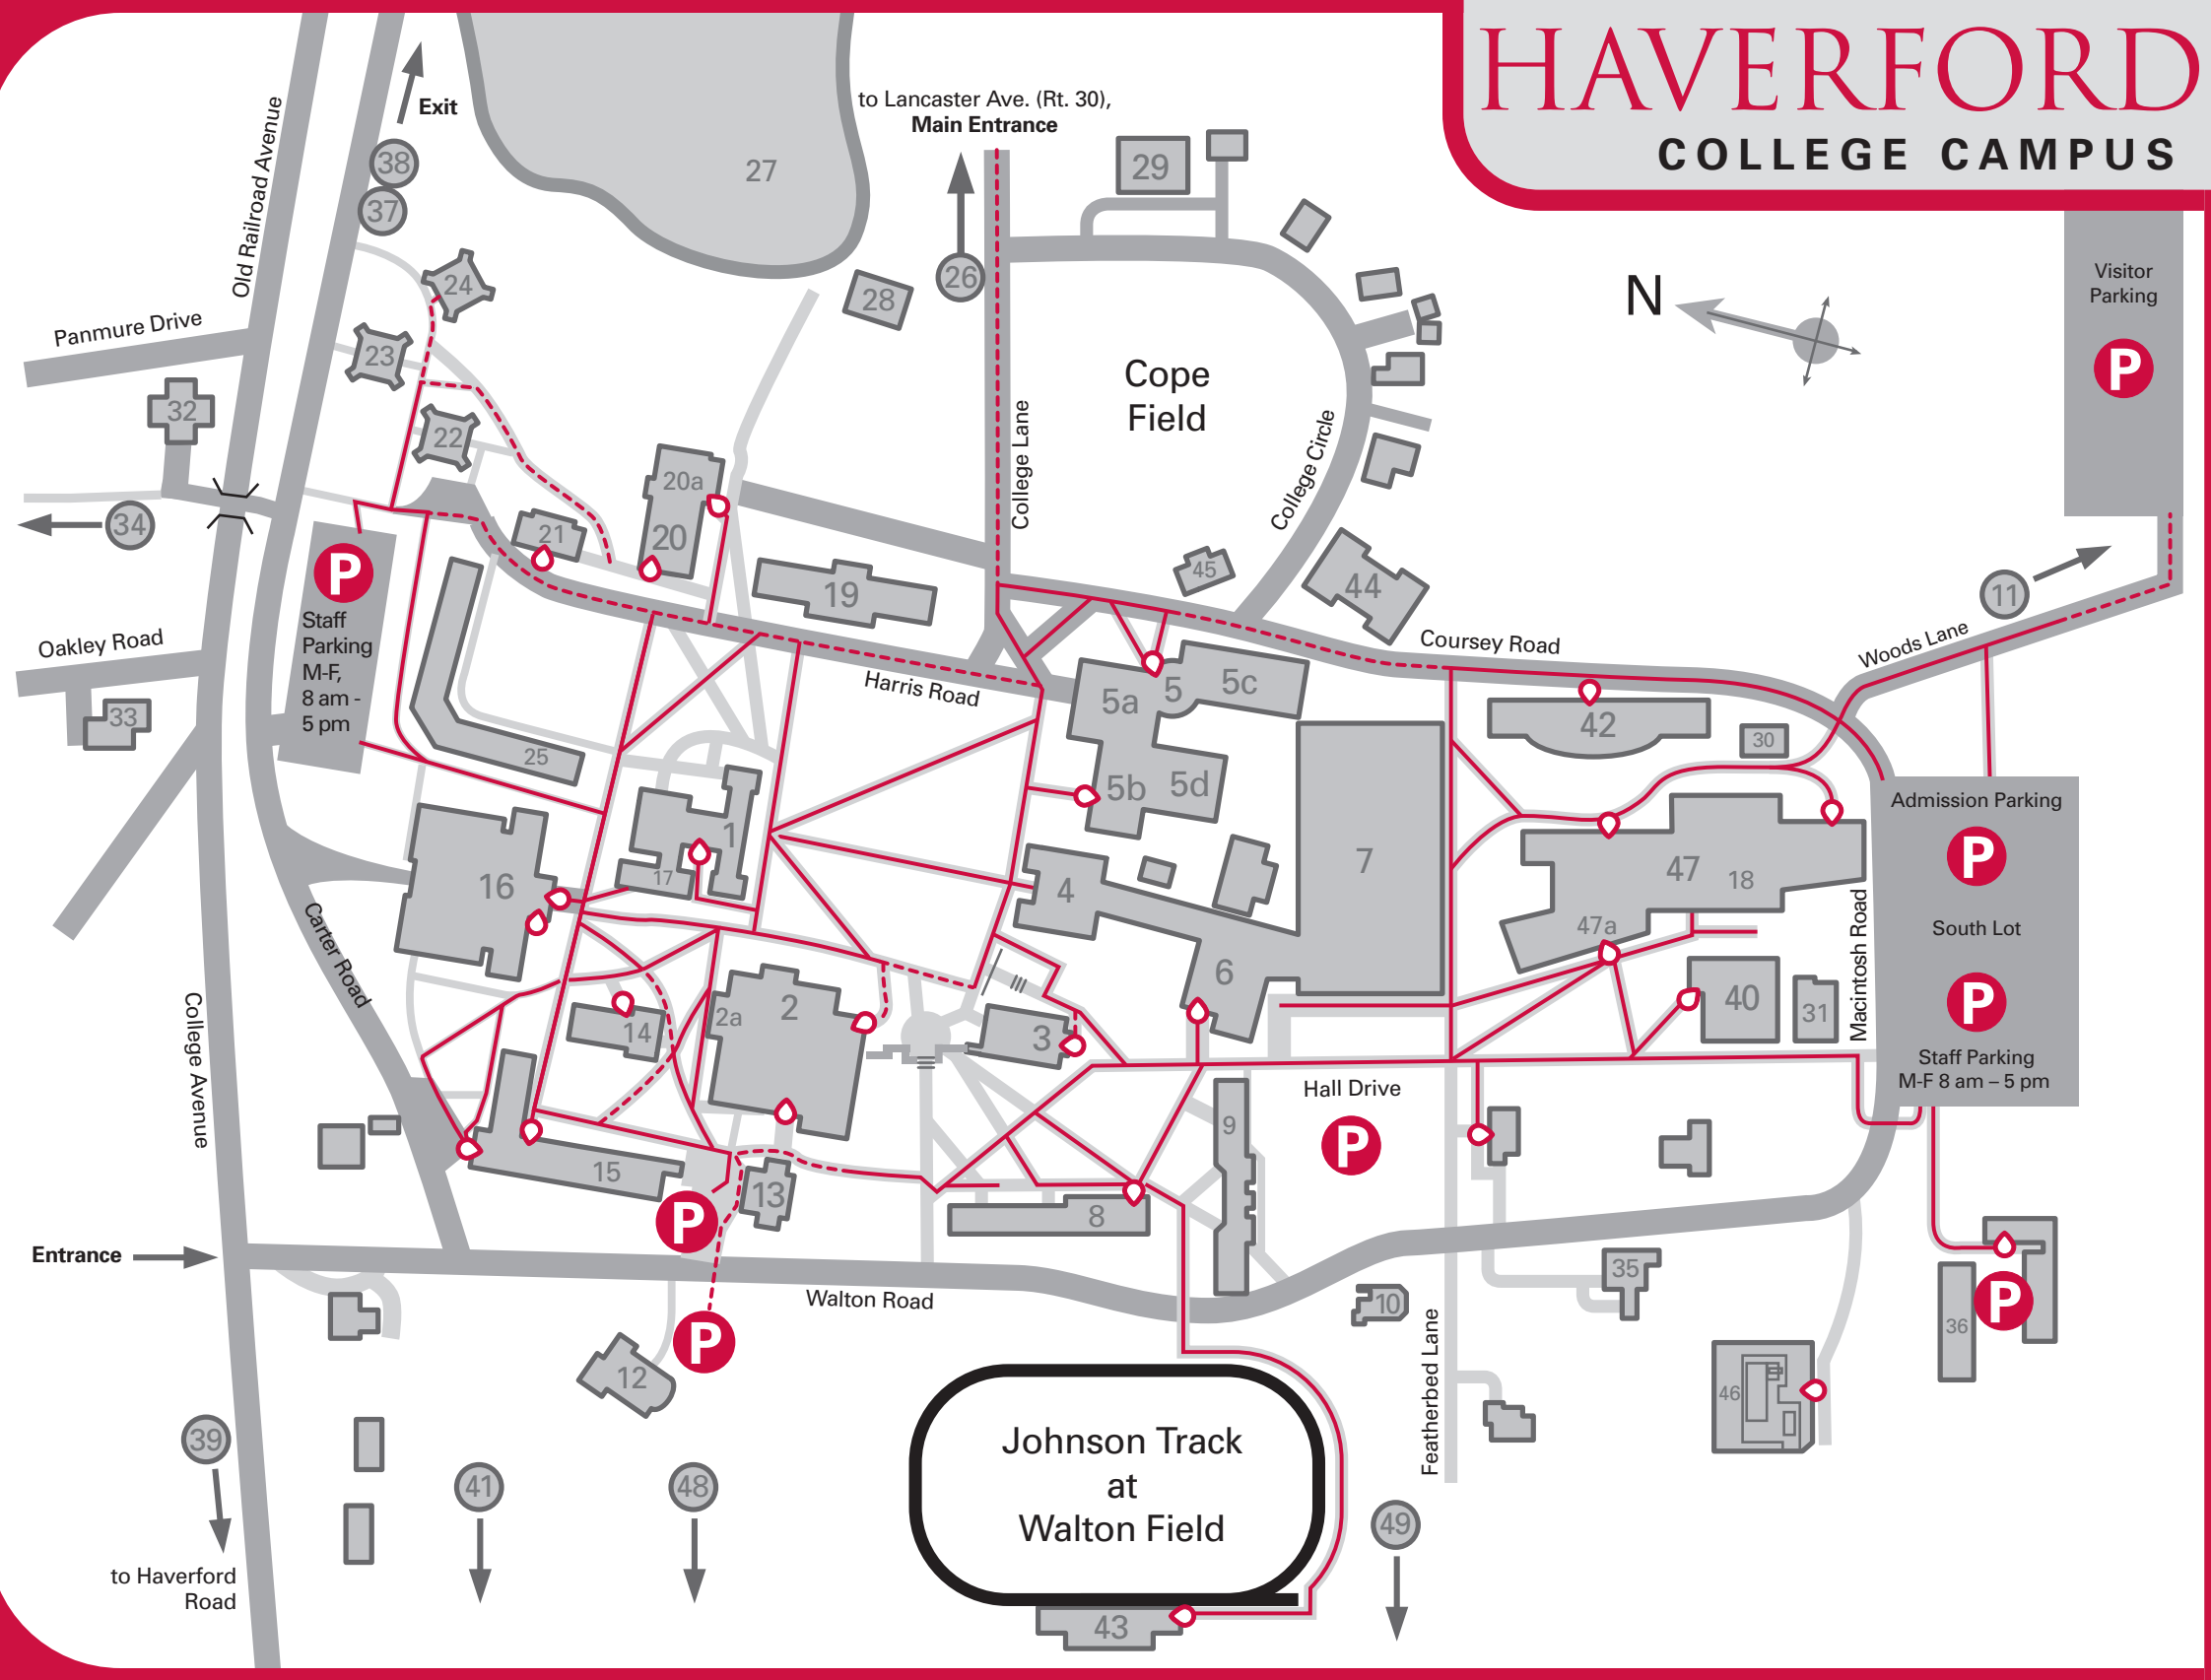 HAVERFORD
COLLEGE CAMPUS
to Lancaster Ave. (Rt. 30),
Main Entrance
Exit
38
37
27
29
26
28
Old Railroad Avenue
Panmure Drive
24
23
22
32
34
N
Visitor
Parking
P
Cope
Field
College Lane
College Circle
20a
20
21
19
45
44
11
Woods Lane
Coursey Road
P
Staff
Parking
M-F,
8 am -
5 pm
Oakley Road
33
25
Harris Road
5
5a
5c
5b
5d
42
30
1
17
16
4
7
6
47
18
47a
Admission Parking
P
South Lot
P
Staff Parking
M-F 8 am – 5 pm
Macintosh Road
Carter Road
College Avenue
2
2a
14
3
40
31
Hall Drive
P
9
15
13
P
8
Entrance
Walton Road
P
12
10
35
36
P
46
Featherbed Lane
39
41
48
49
Johnson Track
at
Walton Field
43
to Haverford
Road